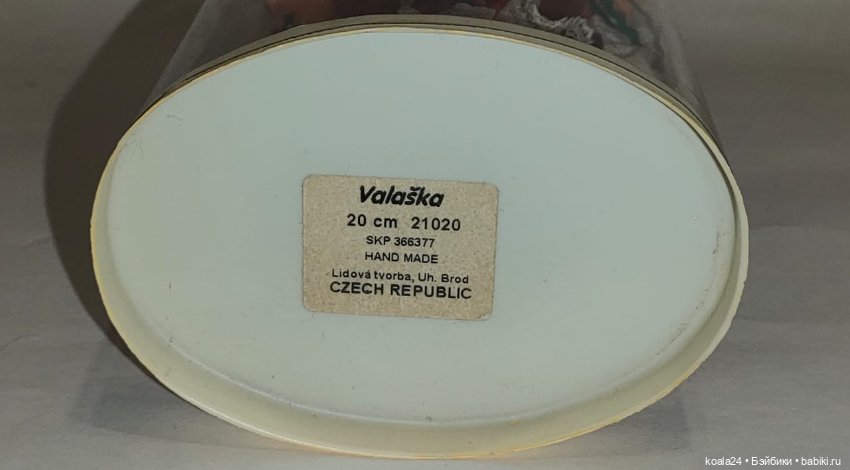 Valaška
20 cm 21020
SKP 366377
HAND MADE
Lidová tvorba, Uh. Brod
CZECH REPUBLIC
koala24 • Бэйбики • babiki.ru